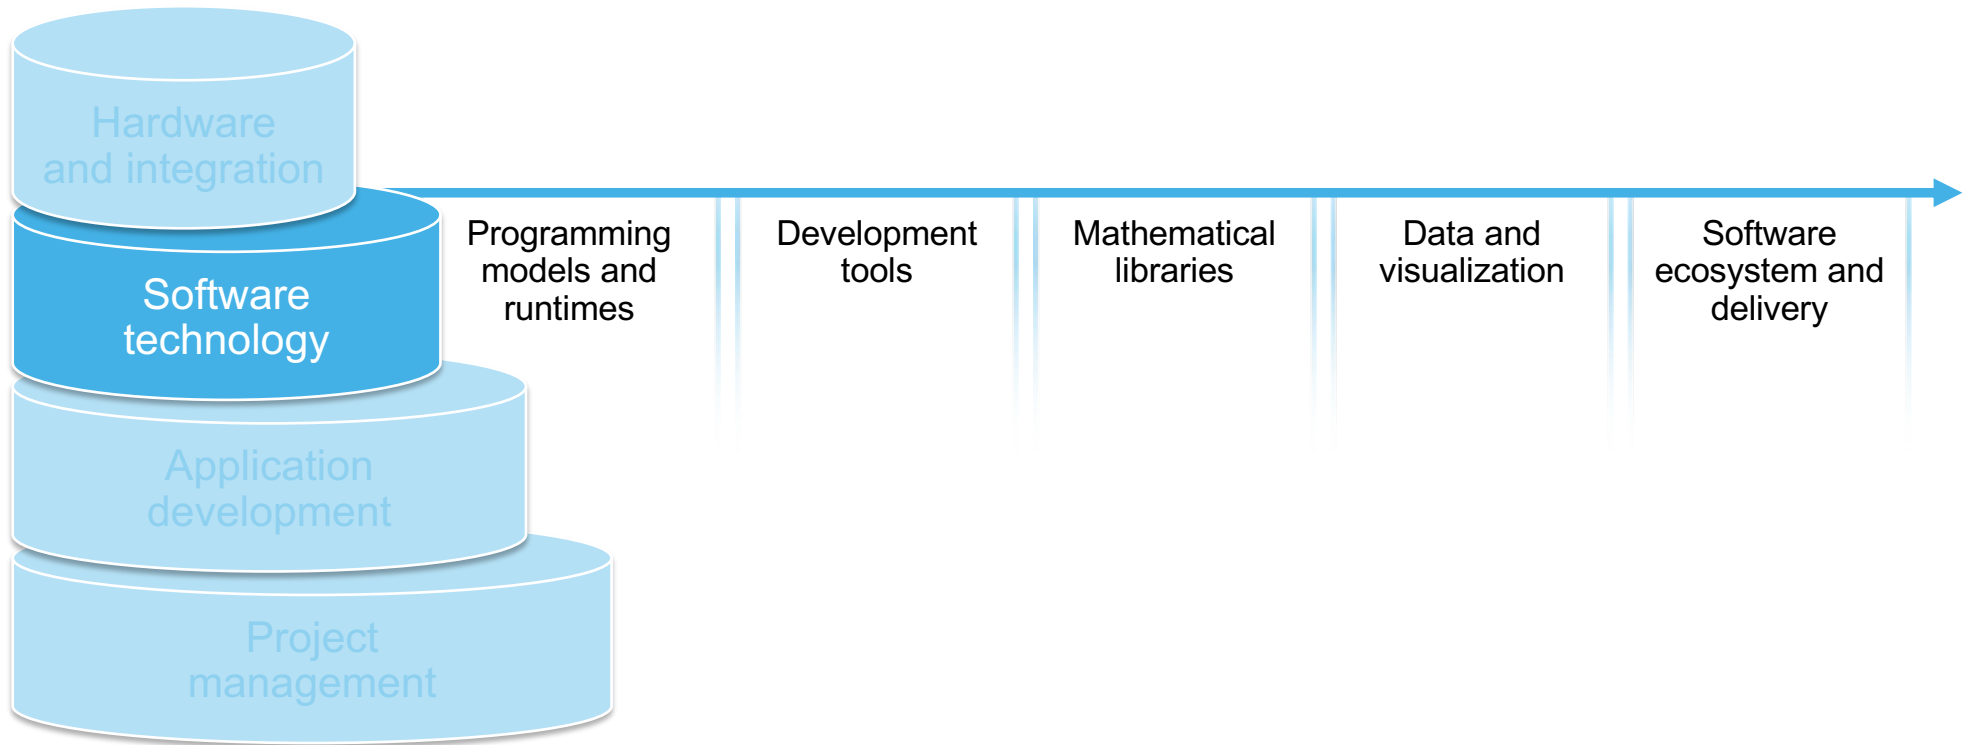 Hardware
and integration
Software
technology
Application
development
Project
management
Programming
models and
runtimes
Development
tools
Mathematical
libraries
Data and
visualization
Software
ecosystem and
delivery